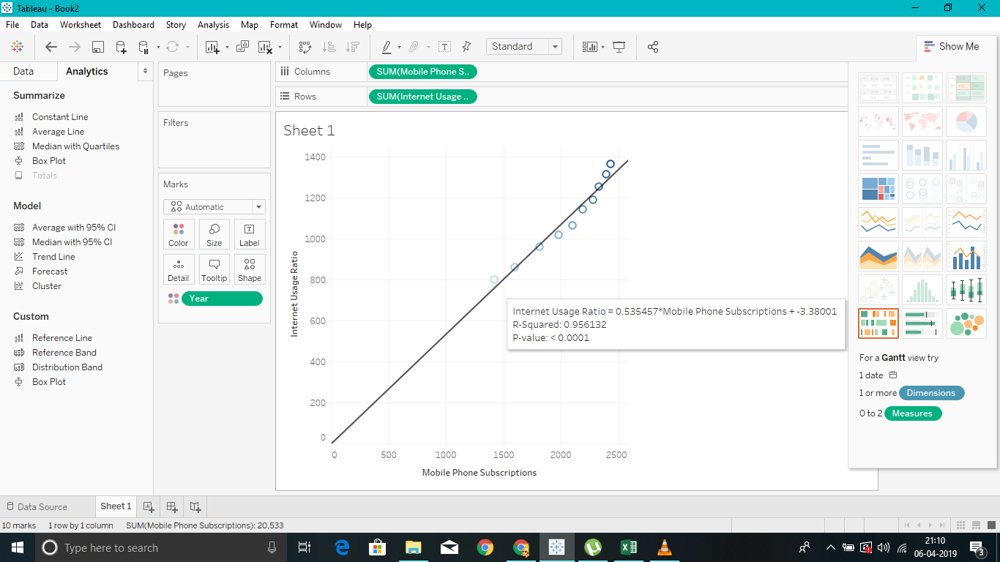 Tableau - Book2
File Data Worksheet Dashboard Story Analysis Map Format Window Help
Standard
Show Me
Data Analytics
Summarize
Constant Line
Average Line
Median with Quartiles
Box Plot
Totals
Model
Average with 95% CI
Median with 95% CI
Trend Line
Forecast
Cluster
Custom
Reference Line
Reference Band
Distribution Band
Box Plot
Pages
Filters
Marks
Automatic
Color Size Label
Detail Tooltip Shape
Year
Columns SUM(Mobile Phone S..
Rows SUM(Internet Usage ..
Sheet 1
Internet Usage Ratio
1400
1200
1000
800
600
400
200
0
0 500 1000 1500 2000 2500
Mobile Phone Subscriptions
Internet Usage Ratio = 0.535457*Mobile Phone Subscriptions + -3.38001
R-Squared: 0.956132
P-value: < 0.0001
For a Gantt view try
1 date
1 or more Dimensions
0 to 2 Measures
Data Source Sheet 1
10 marks 1 row by 1 column SUM(Mobile Phone Subscriptions): 20,533
Type here to search
21:10
06-04-2019
3